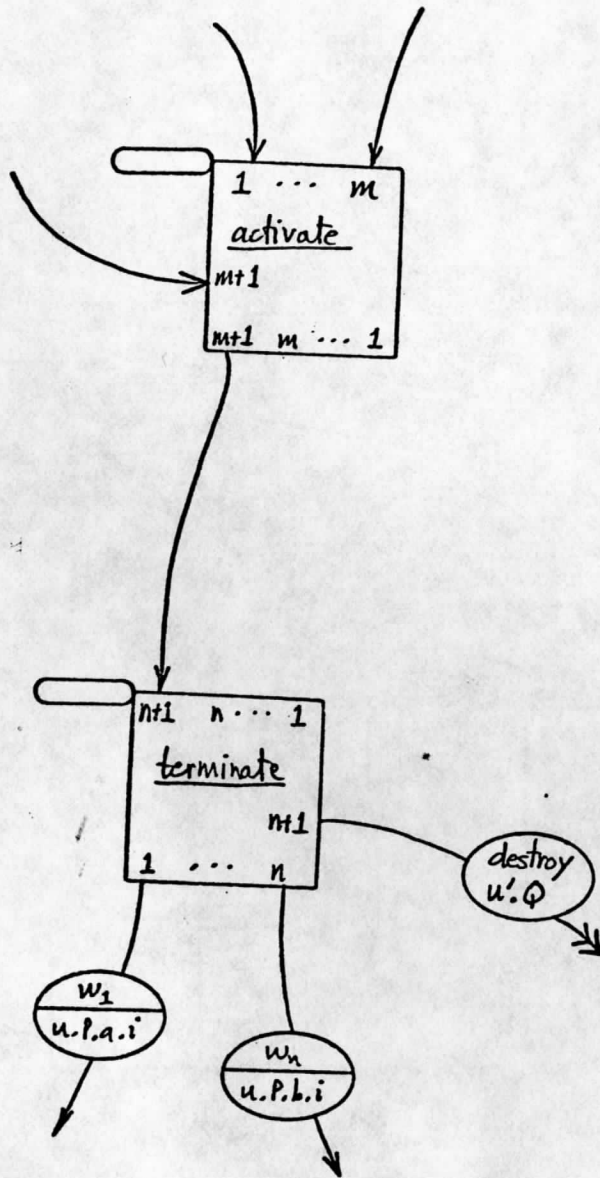 1 ... m
activate
m+1
m+1 m ... 1
n+1 n ... 1
terminate
n+1
1 ... n
destroy
u'.Q
w₁
u.P.a.i
wₙ
u.P.b.i